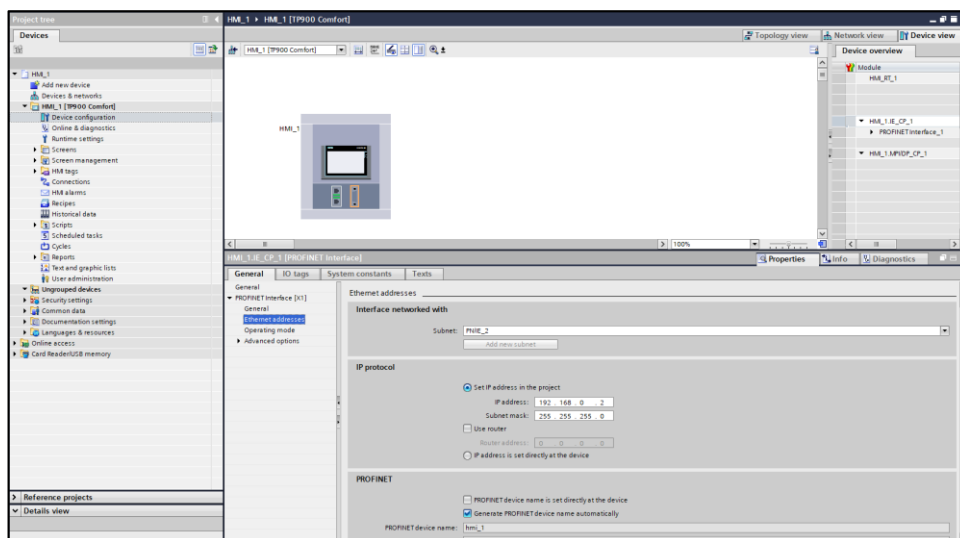 Project tree
Devices
HMI_1
Add new device
Devices & networks
HMI_1 [TP900 Comfort]
Device configuration
Online & diagnostics
Runtime settings
Screens
Screen management
HMI tags
Connections
HMI alarms
Recipes
Historical data
Scripts
Scheduled tasks
Cycles
Reports
Text and graphic lists
User administration
Ungrouped devices
Security settings
Common data
Documentation settings
Languages & resources
Online access
Card Reader/USB memory
Reference projects
Details view
HMI_1 HMI_1 [TP900 Comfort]
Topology view Network view Device view
HMI_1 [TP900 Comfort]
HMI_1
100%
Device overview
Module
HMI_RT_1
HMI_1.IE_CP_1
PROFINET Interface_1
HMI_1.MPI/DP_CP_1
HMI_1.IE_CP_1 [PROFINET Interface]
Properties Info Diagnostics
General IO tags System constants Texts
General
PROFINET Interface [X1]
General
Ethernet addresses
Operating mode
Advanced options
Ethernet addresses
Interface networked with
Subnet: PN/IE_2
Add new subnet
IP protocol
Set IP address in the project
IP address: 192 . 168 . 0 . 2
Subnet mask: 255 . 255 . 255 . 0
Use router
Router address: 0 . 0 . 0 . 0
IP address is set directly at the device
PROFINET
PROFINET device name is set directly at the device
Generate PROFINET device name automatically
PROFINET device name: hmi_1